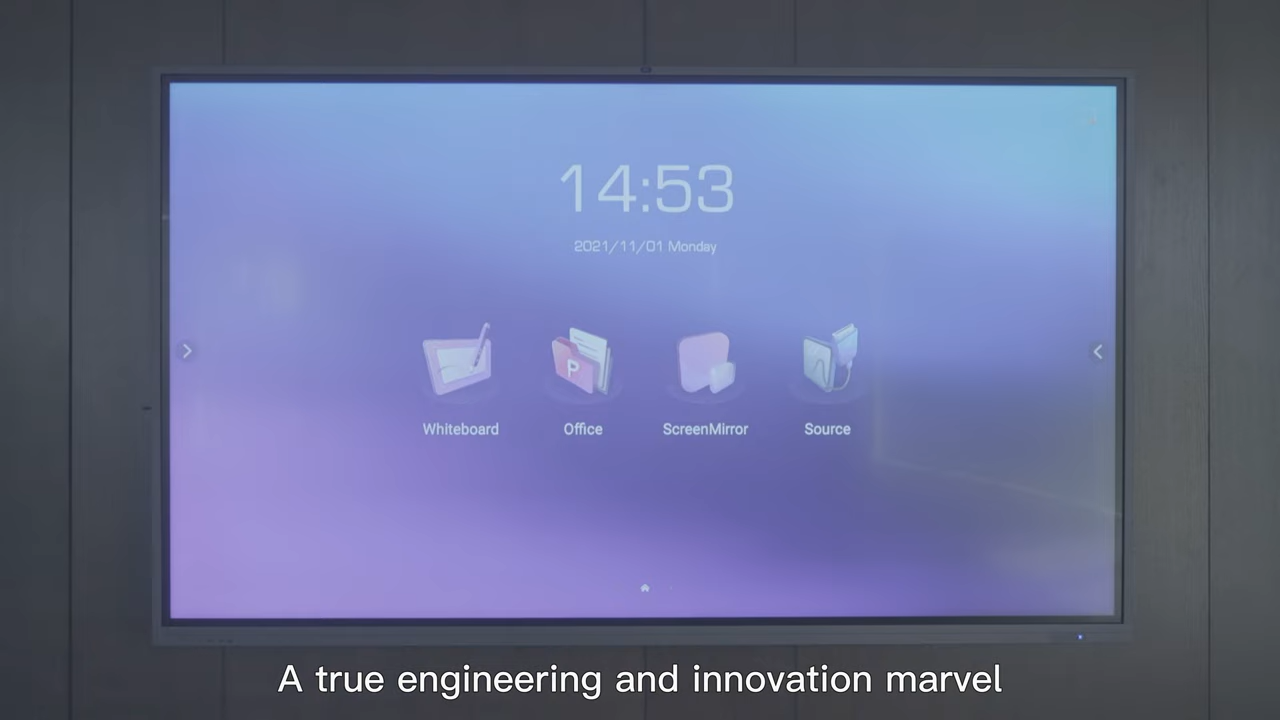 14:53
2021/11/01 Monday
P
Whiteboard Office ScreenMirror Source
A true engineering and innovation marvel